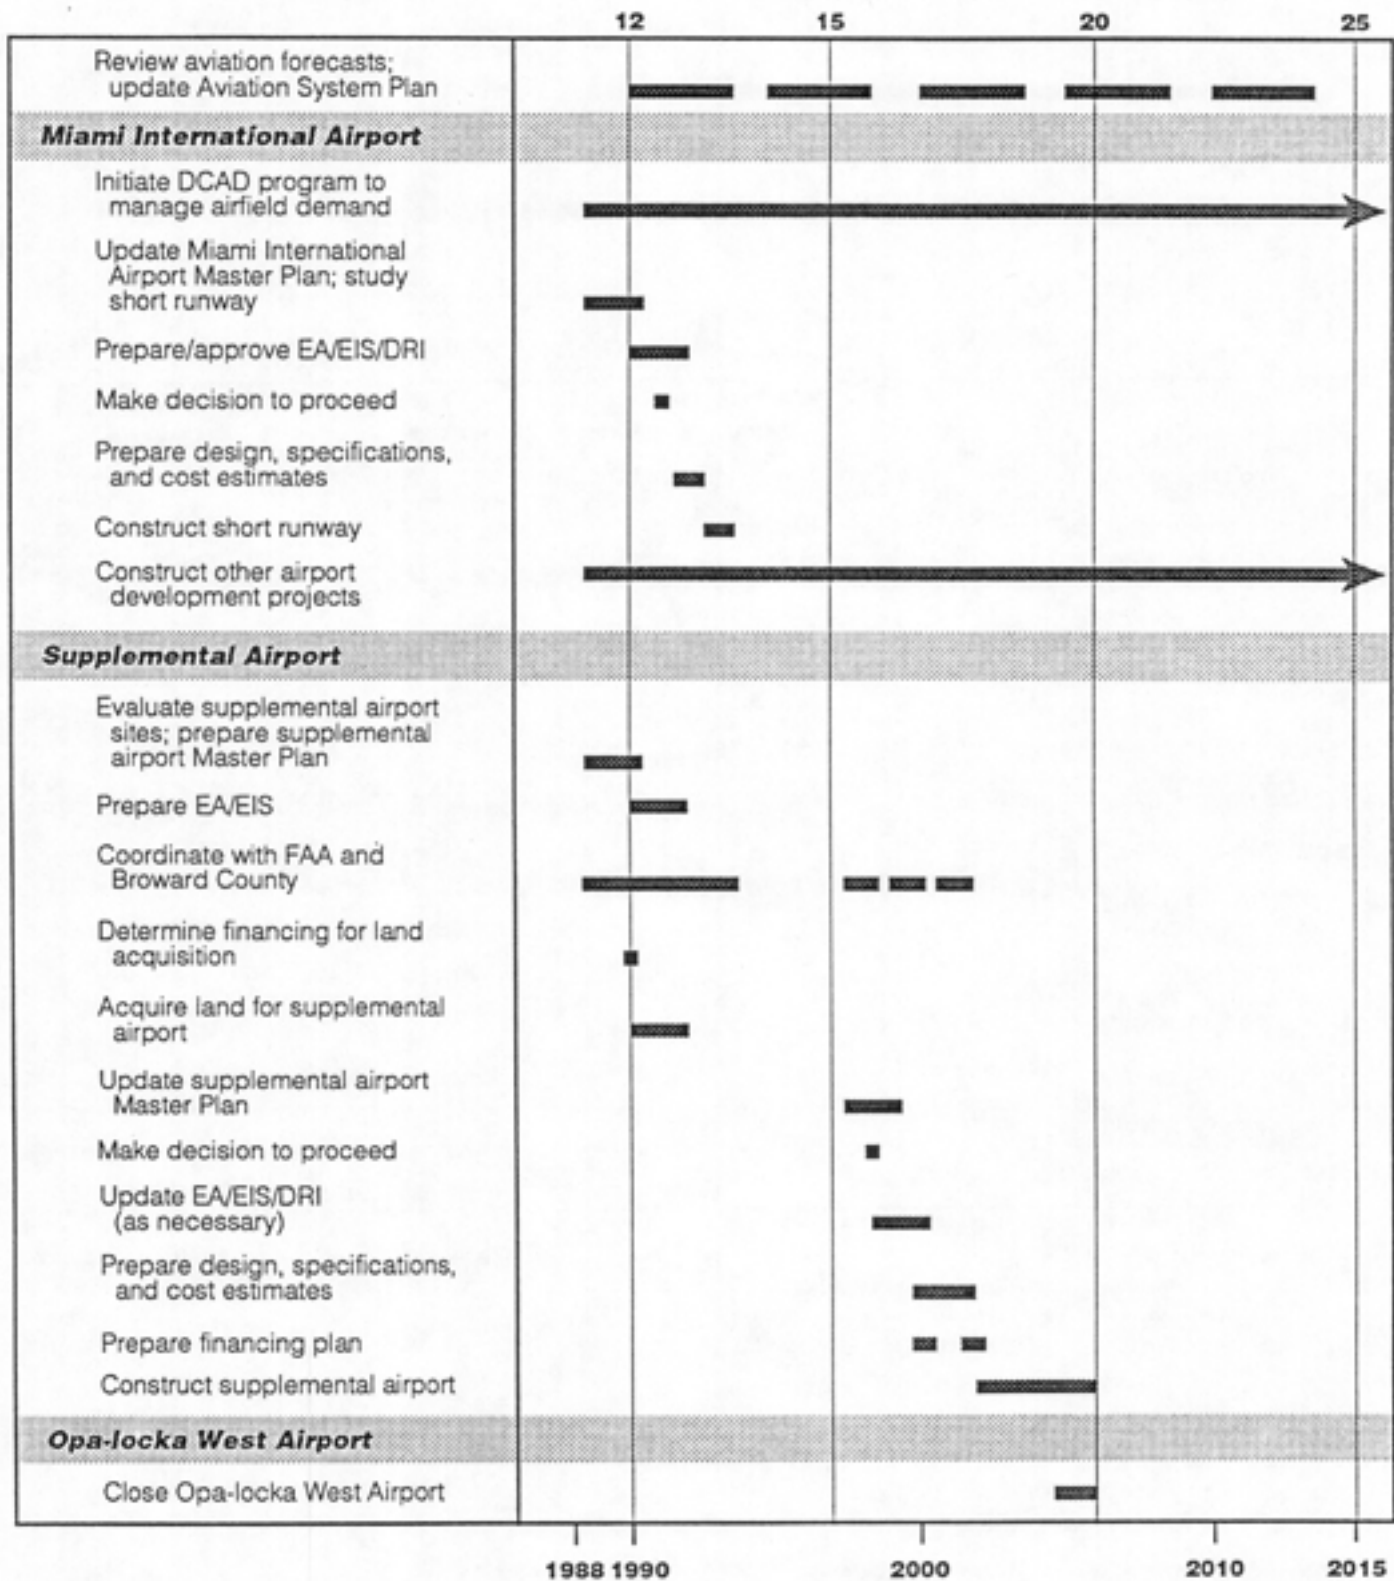 12 15 20 25
Review aviation forecasts;
update Aviation System Plan
Miami International Airport
Initiate DCAD program to
manage airfield demand
Update Miami International
Airport Master Plan; study
short runway
Prepare/approve EA/EIS/DRI
Make decision to proceed
Prepare design, specifications,
and cost estimates
Construct short runway
Construct other airport
development projects
Supplemental Airport
Evaluate supplemental airport
sites; prepare supplemental
airport Master Plan
Prepare EA/EIS
Coordinate with FAA and
Broward County
Determine financing for land
acquisition
Acquire land for supplemental
airport
Update supplemental airport
Master Plan
Make decision to proceed
Update EA/EIS/DRI
(as necessary)
Prepare design, specifications,
and cost estimates
Prepare financing plan
Construct supplemental airport
Opa-locka West Airport
Close Opa-locka West Airport
1988 1990 2000 2010 2015